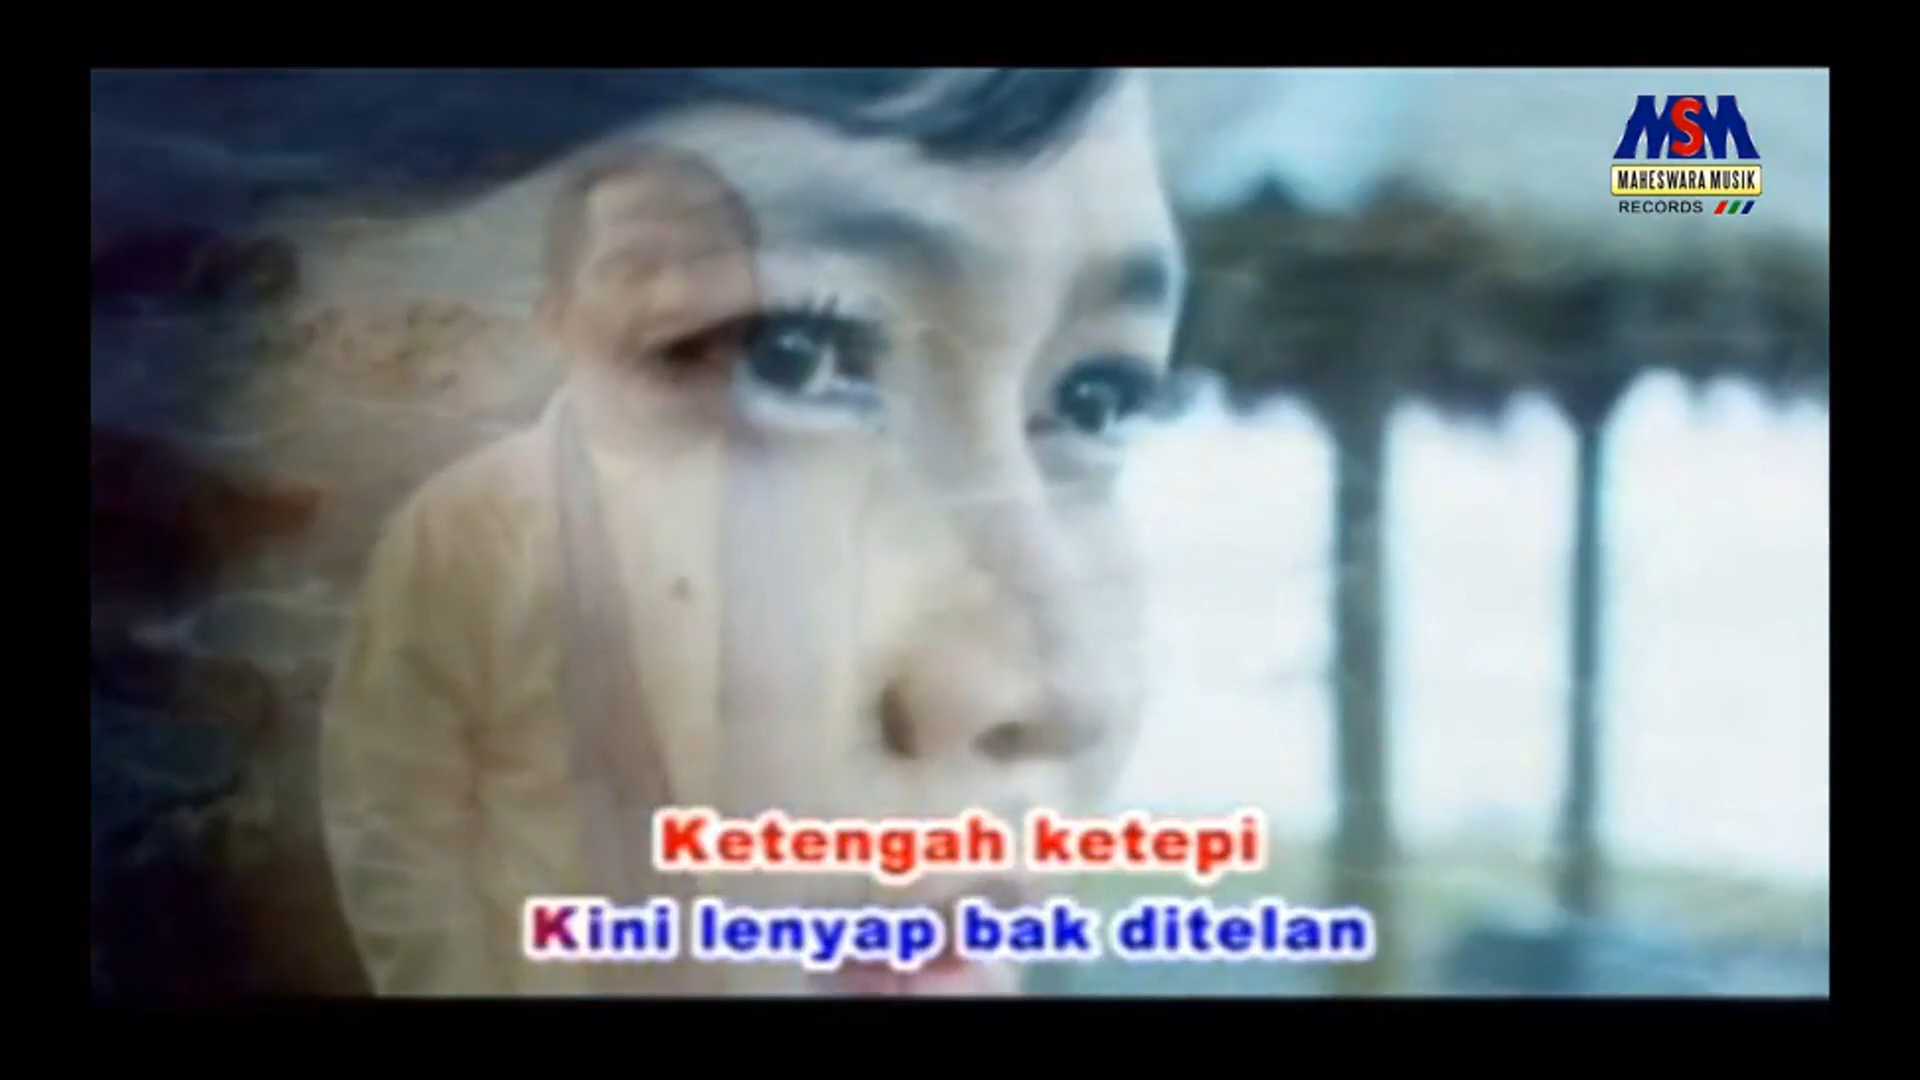 MSM
MAHESWARA MUSIK
RECORDS
Ketengah ketepi
Kini lenyap bak ditelan